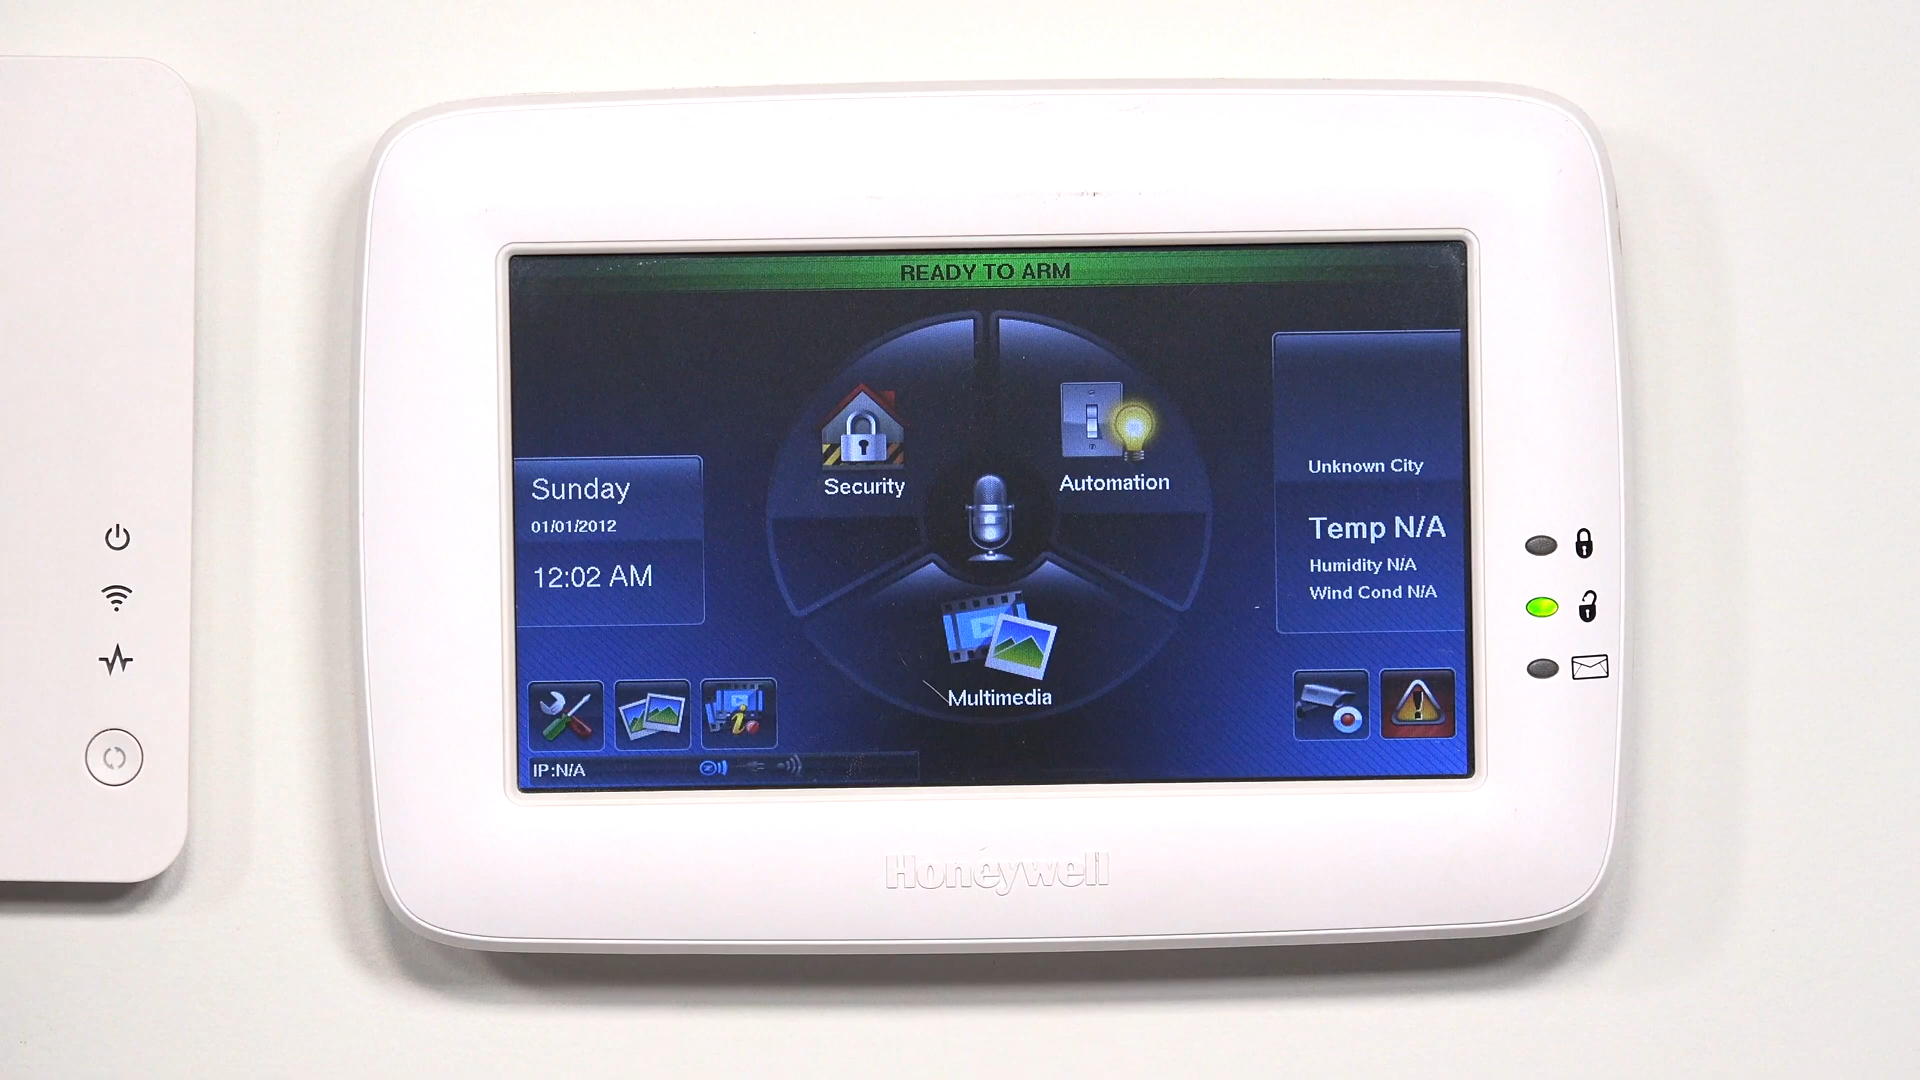 READY TO ARM
Security
Automation
Sunday
01/01/2012
12:02 AM
Unknown City
Temp N/A
Humidity N/A
Wind Cond N/A
Multimedia
IP:N/A
Honeywell